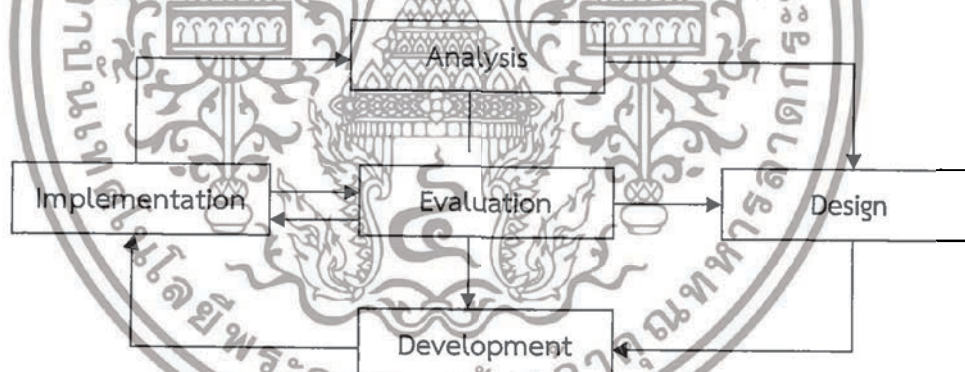 Analysis
Implementation
Evaluation
Design
Development